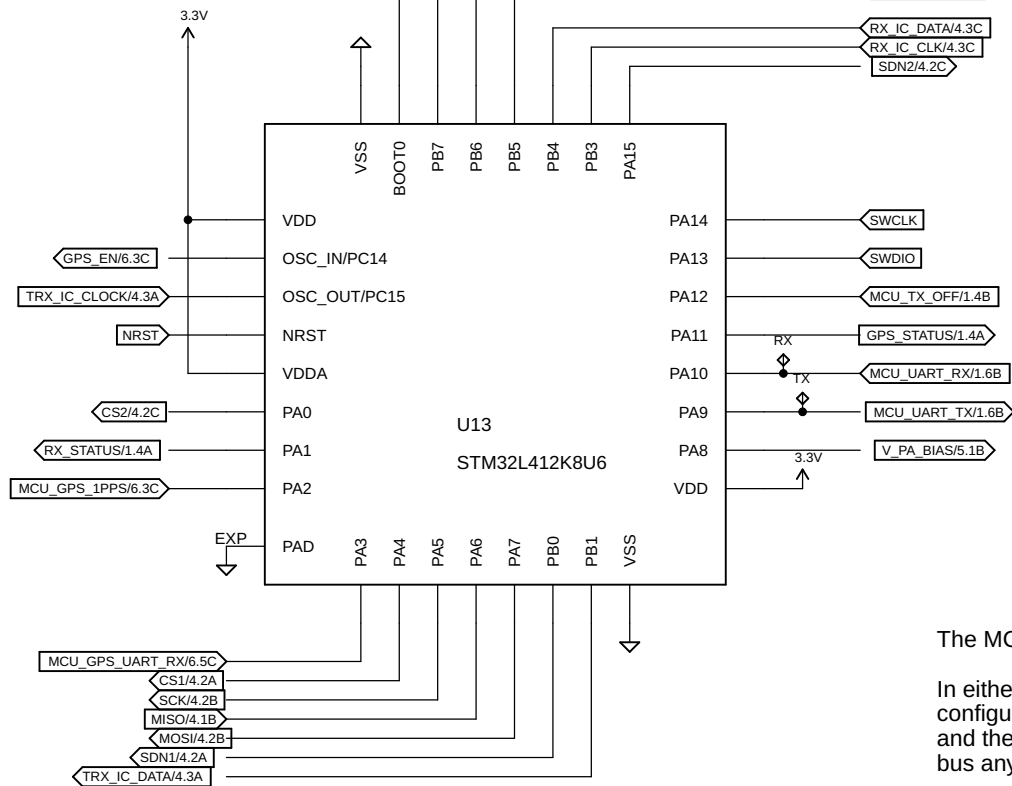 3.3V
RX_IC_DATA/4.3C
RX_IC_CLK/4.3C
SDN2/4.2C
VSS
BOOT0
PB7
PB6
PB5
PB4
PB3
PA15
VDD
PA14
SWCLK
GPS_EN/6.3C
OSC_IN/PC14
PA13
SWDIO
TRX_IC_CLOCK/4.3A
OSC_OUT/PC15
PA12
MCU_TX_OFF/1.4B
NRST
NRST
PA11
GPS_STATUS/1.4A
RX
VDDA
PA10
MCU_UART_RX/1.6B
TX
CS2/4.2C
PA0
PA9
MCU_UART_TX/1.6B
U13
RX_STATUS/1.4A
PA1
PA8
V_PA_BIAS/5.1B
STM32L412K8U6
3.3V
MCU_GPS_1PPS/6.3C
PA2
VDD
EXP
PAD
PA3
PA4
PA5
PA6
PA7
PB0
PB1
VSS
MCU_GPS_UART_RX/6.5C
CS1/4.2A
SCK/4.2B
MISO/4.1B
MOSI/4.2B
SDN1/4.2A
TRX_IC_DATA/4.3A
The
In
and the
bus